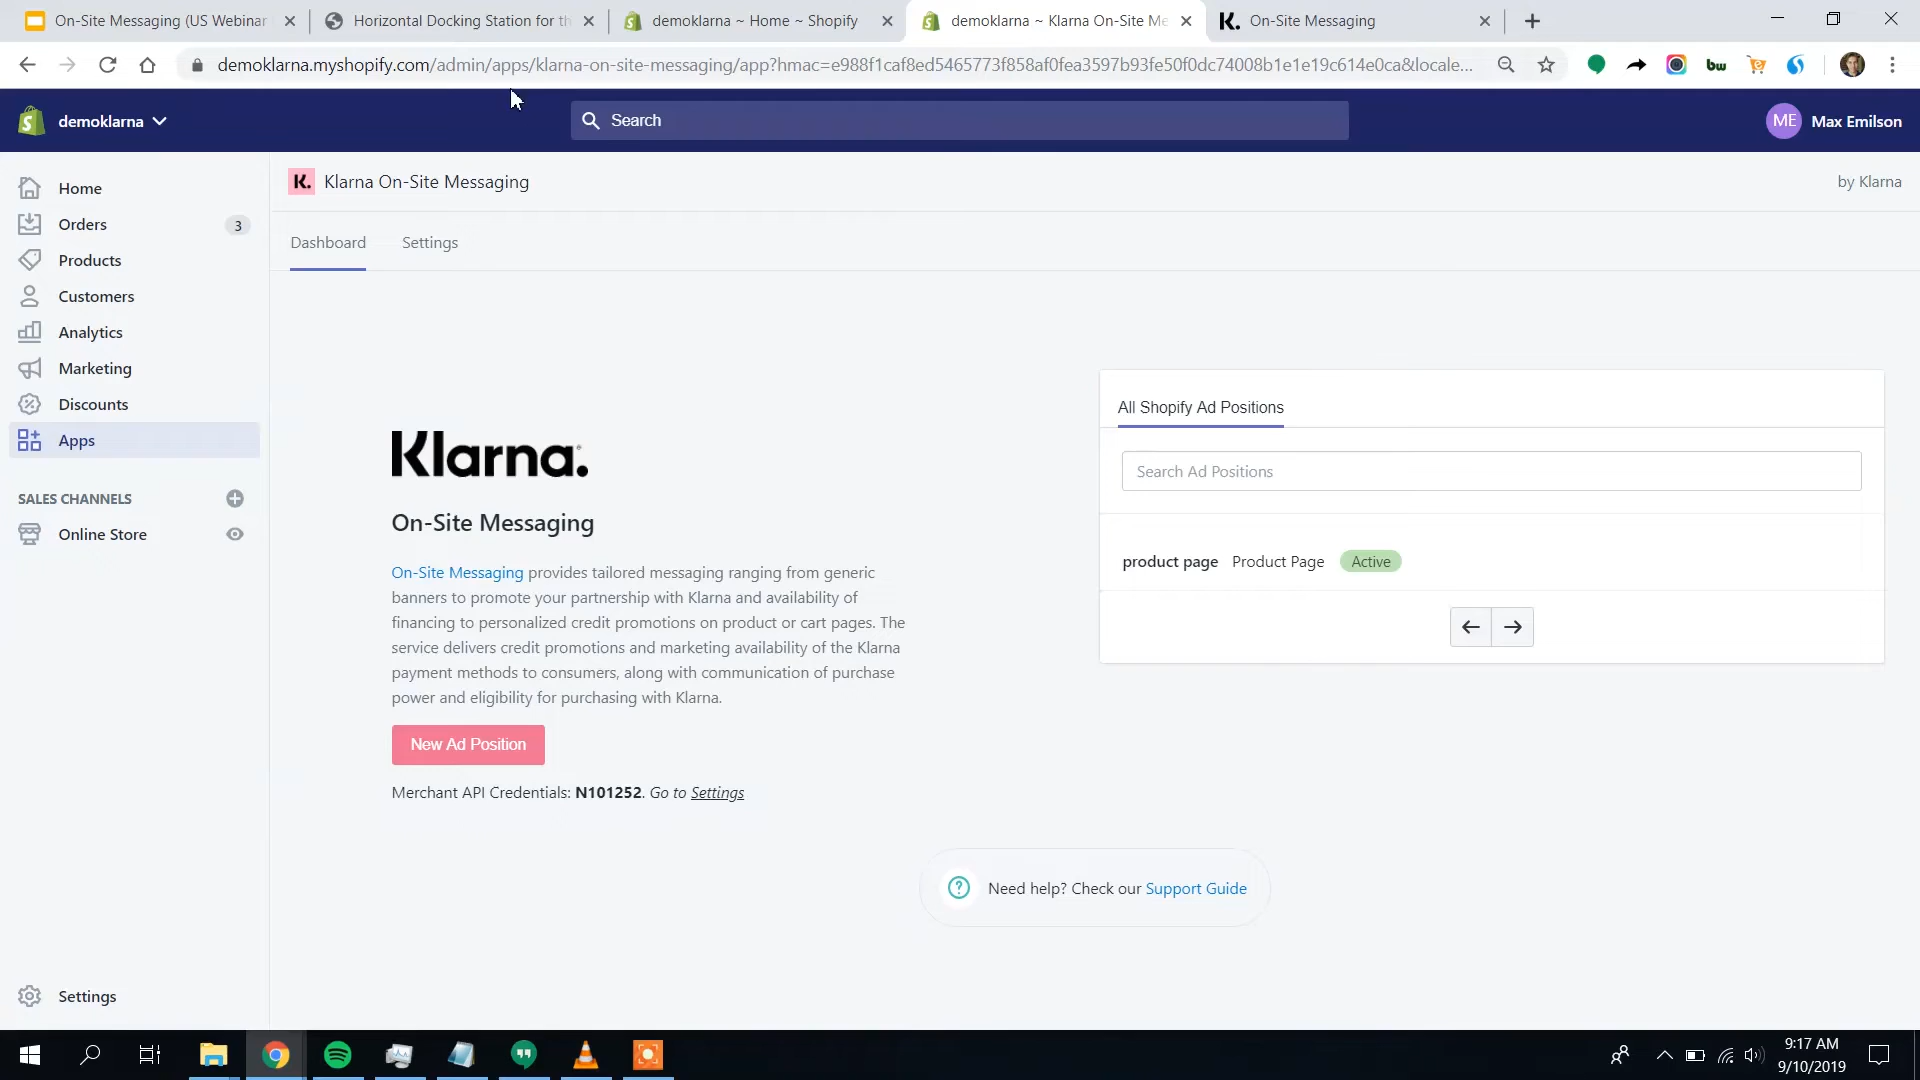 On-Site Messaging (US Webinar
Horizontal Docking Station for th
demoklarna ~ Home ~ Shopify
demoklarna ~ Klarna On-Site Me
K. On-Site Messaging
demoklarna.myshopify.com/admin/apps/klarna-on-site-messaging/app?hmac=e988f1caf8ed5465773f858af0fea3597b93fe50f0dc74008b1e1e19c614e0ca&locale...
bw
demoklarna
Search
ME Max Emilson
Home
Orders 3
Products
Customers
Analytics
Marketing
Discounts
Apps
SALES CHANNELS
Online Store
Settings
K. Klarna On-Site Messaging
by Klarna
Dashboard Settings
Klarna.
On-Site Messaging
On-Site Messaging provides tailored messaging ranging from generic
banners to promote your partnership with Klarna and availability of
financing to personalized credit promotions on product or cart pages. The
service delivers credit promotions and marketing availability of the Klarna
payment methods to consumers, along with communication of purchase
power and eligibility for purchasing with Klarna.
New Ad Position
Merchant API Credentials: N101252. Go to Settings
All Shopify Ad Positions
Search Ad Positions
product page Product Page Active
Need help? Check our Support Guide
9:17 AM
9/10/2019